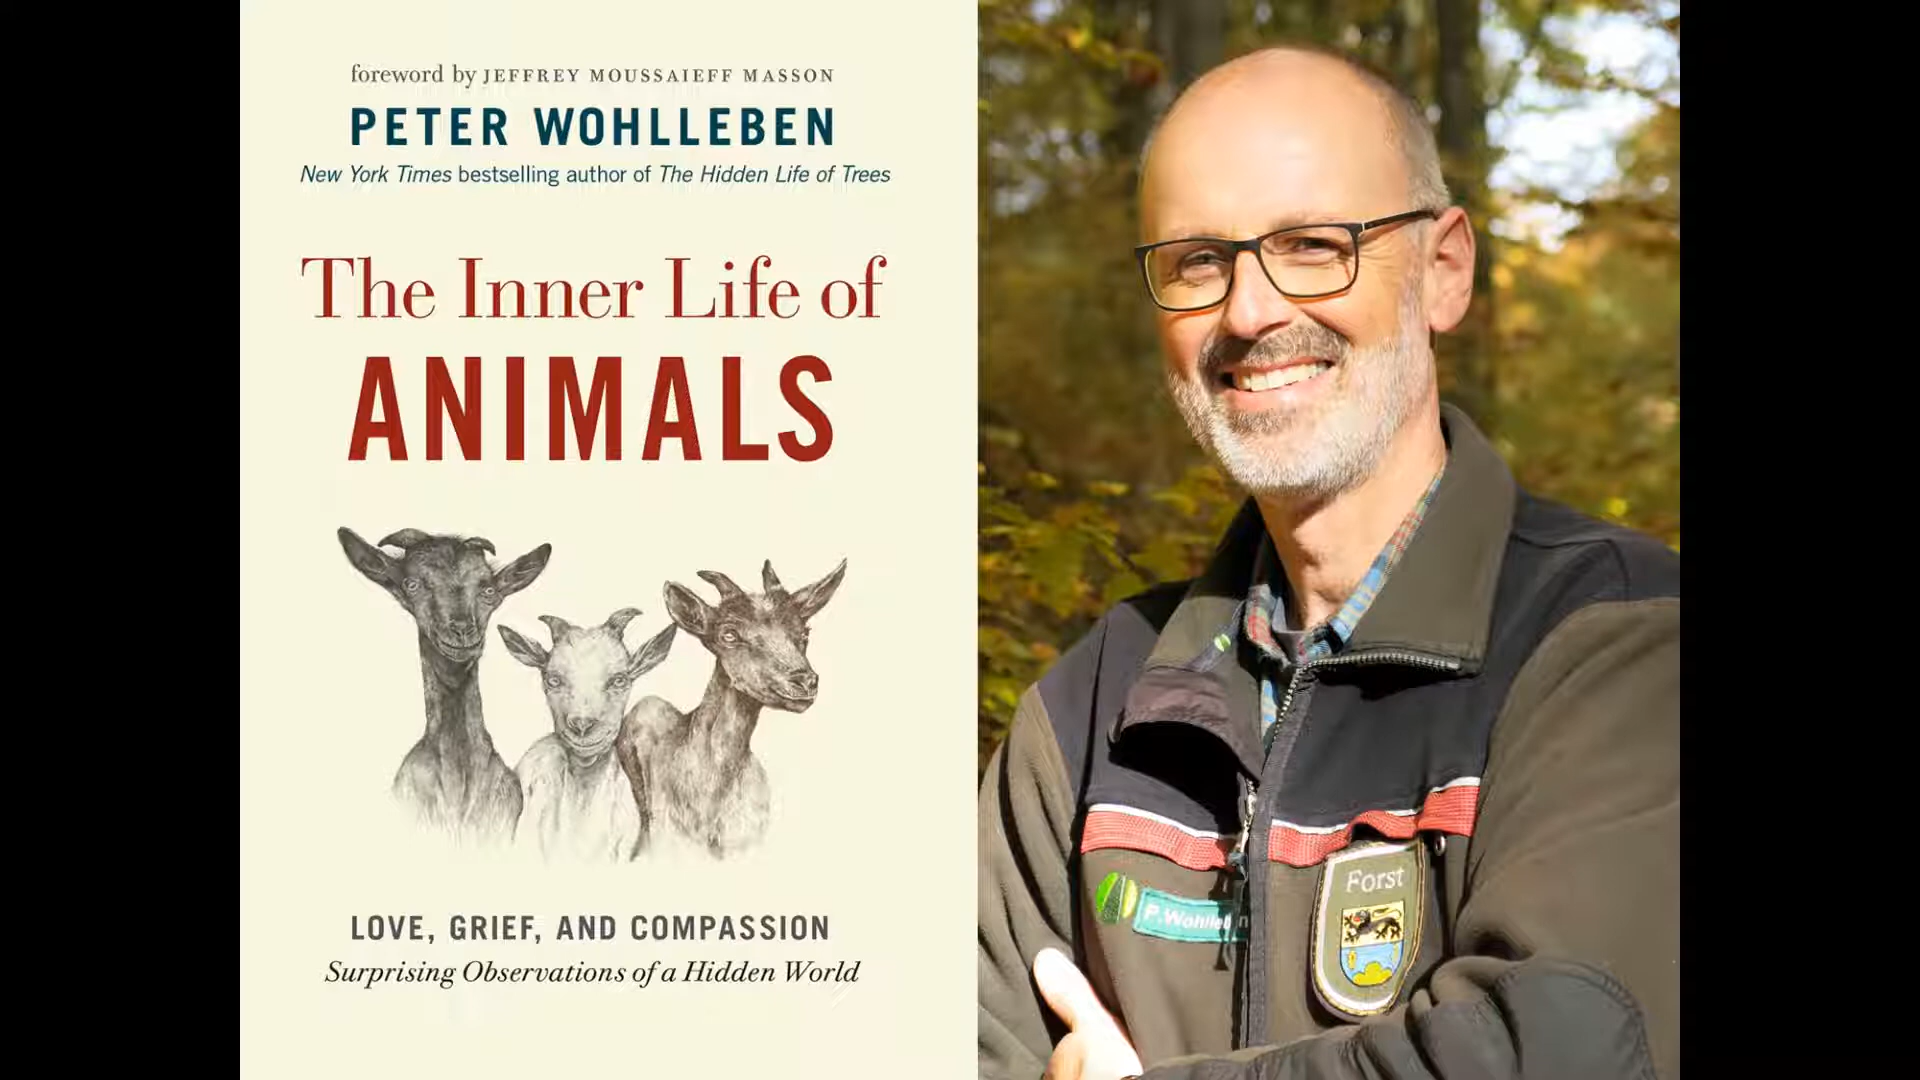 foreword by JEFFREY MOUSSAIEFF MASSON
PETER WOHLLEBEN
New York Times bestselling author of The Hidden Life of Trees
The Inner Life of
ANIMALS
LOVE, GRIEF, AND COMPASSION
Surprising Observations of a Hidden World
Forst
P.Wohlleben